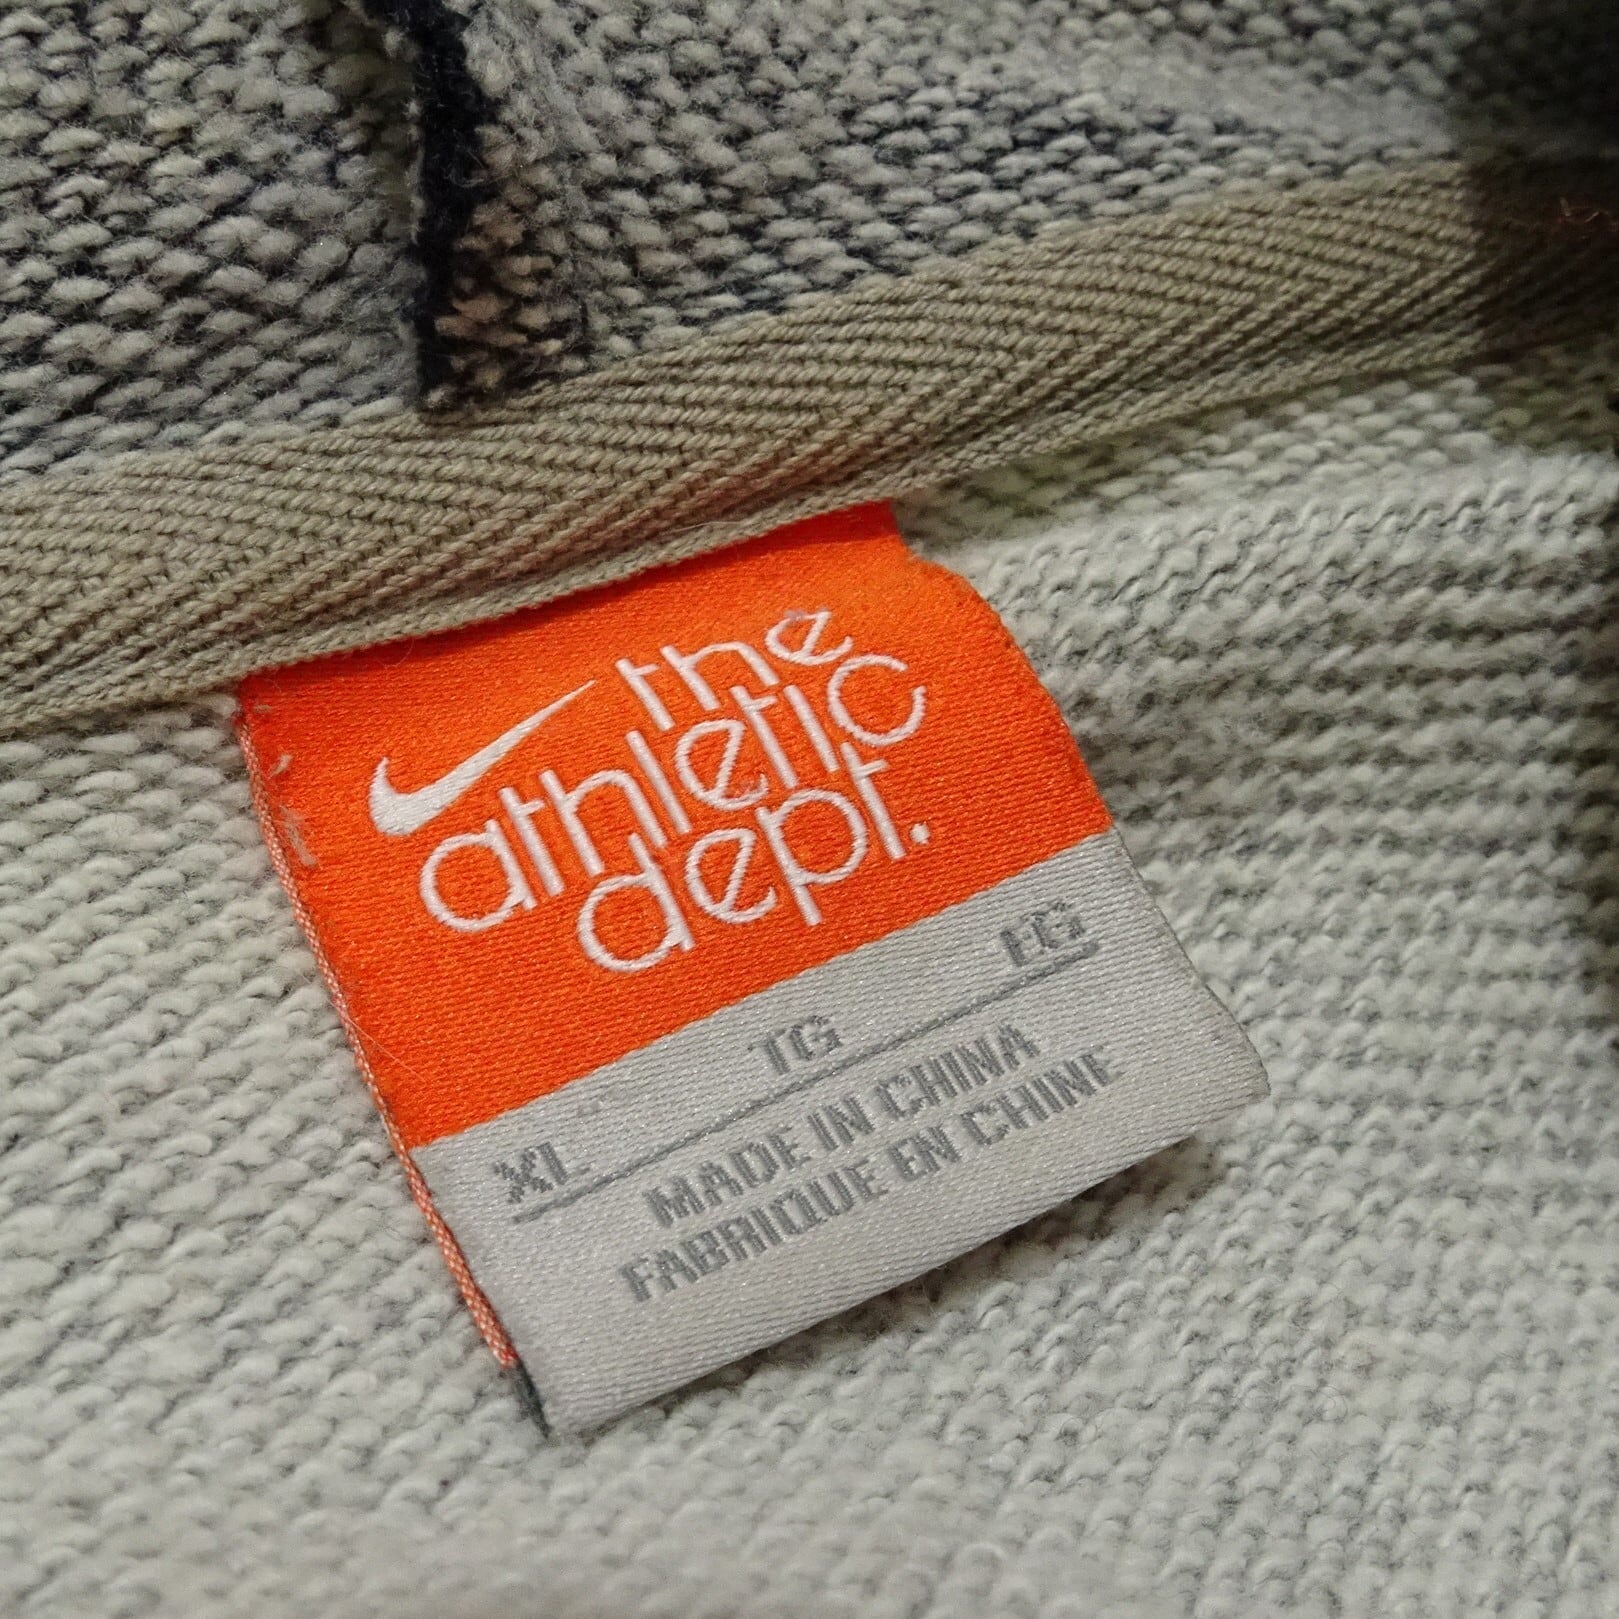 the
athletic
dept.
XL TG EG
MADE IN CHINA
FABRIQUE EN CHINE